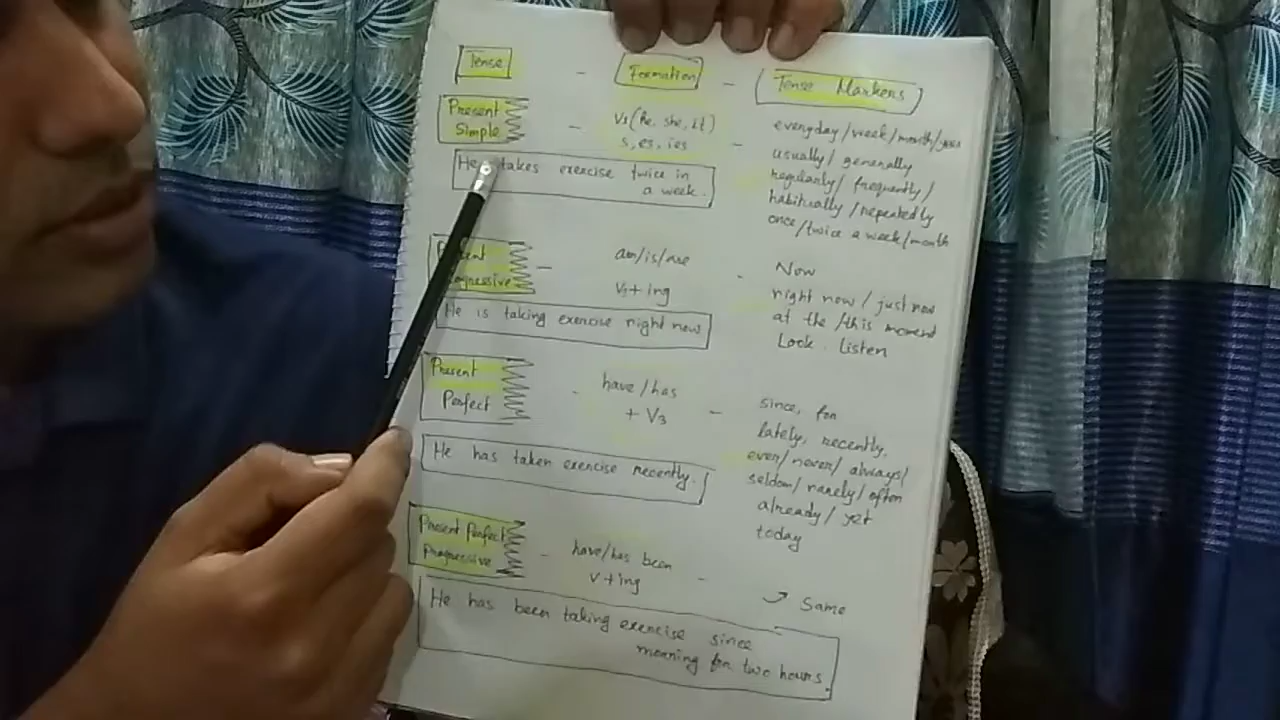 Tense - Formation - Tense Markers
Present
Simple
- V1 (he, she, it)
s, es, ies -
everyday/week/month/year
usually/ generally
regularly/ frequently/
habitually/repeatedly
once/twice a week/month
He takes exercise twice in
a week.
Progressive -
am/is/are
V1+ing
- Now
right now / just now
at the /this moment
Look. Listen
He is taking exercise right now
Present
Perfect
- have/has
+ V3 -
since, for
lately, recently,
ever/never/always/
seldom/rarely/often
already/yet
today
He has taken exercise recently.
Present Perfect
Progressive
- have/has been
V+ing -
Same
He has been taking exercise since
morning for two hours.